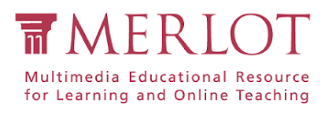 MERLOT
Multimedia Educational Resource
for Learning and Online Teaching